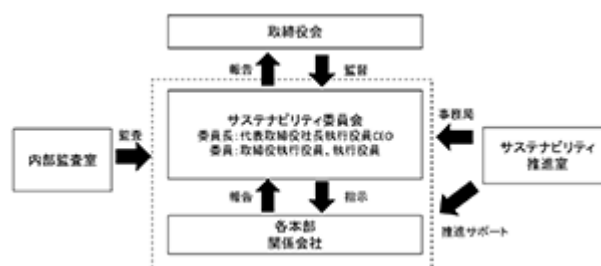 取締役会
報告
監督
サステナビリティ委員会
委員長:代表取締役社長執行役員CEO
委員:取締役執行役員、執行役員
監査
内部監査室
事務局
サステナビリティ
推進室
報告
指示
各本部
関係会社
推進サポート